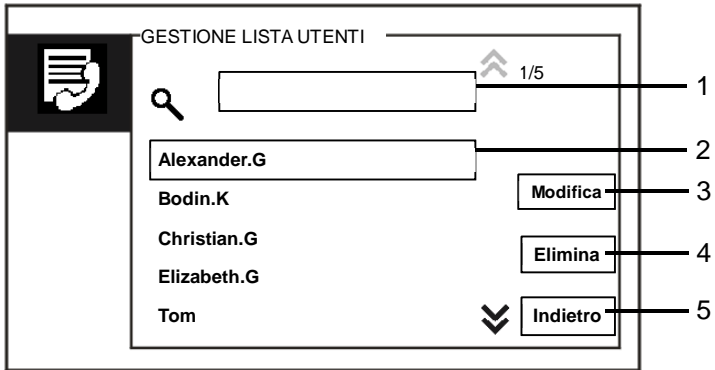 GESTIONE LISTA UTENTI
1/5
1
Alexander.G
2
Bodin.K
Modifica
3
Christian.G
Elimina
4
Elizabeth.G
Tom
Indietro
5